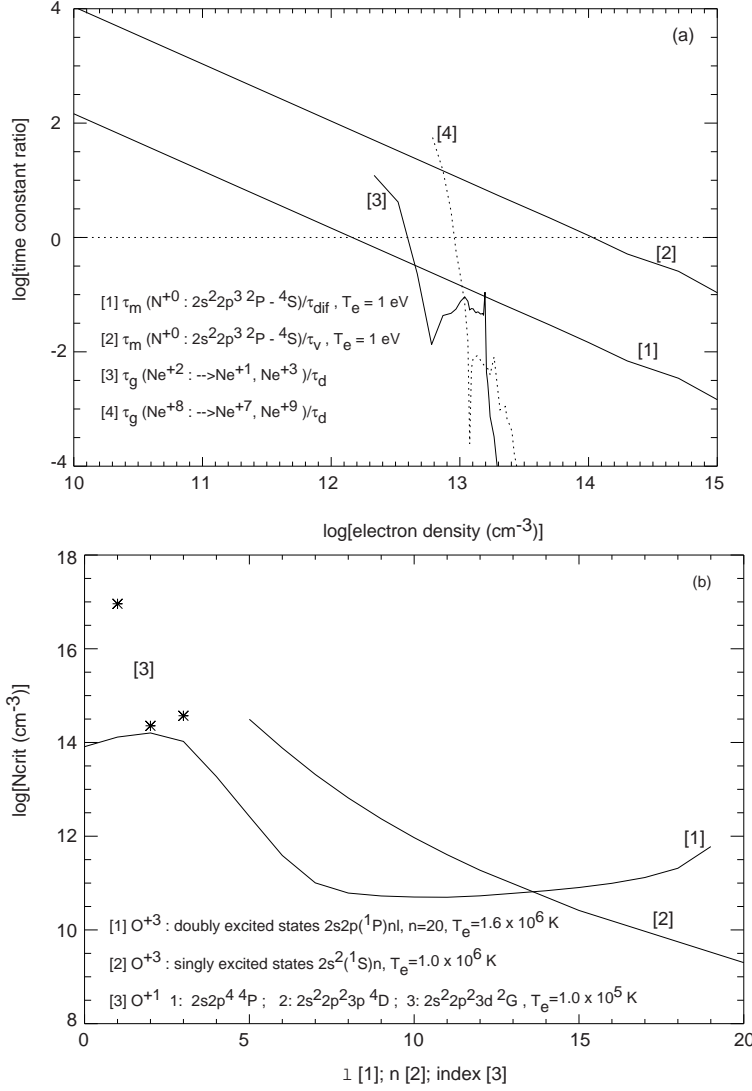 (a)
4
2
0
-2
-4
log[time constant ratio]
[4]
[3]
[2]
[1]
[1] τm (N+0 : 2s22p3 2P - 4S)/τdif , Te = 1 eV
[2] τm (N+0 : 2s22p3 2P - 4S)/τv , Te = 1 eV
[3] τg (Ne+2 : -->Ne+1, Ne+3 )/τd
[4] τg (Ne+8 : -->Ne+7, Ne+9)/τd
10 11 12 13 14 15
log[electron density (cm-3)]
(b)
18
16
14
12
10
8
log[Ncrit (cm-3)]
[3]
[1]
[2]
[1] O+3 : doubly excited states 2s2p(1P)nl, n=20, Te=1.6 x 106 K
[2] O+3 : singly excited states 2s2(1S)n, Te=1.0 x 106 K
[3] O+1 1: 2s2p4 4P ; 2: 2s22p23p 4D ; 3: 2s22p23d 2G , Te=1.0 x 105 K
0 5 10 15 20
l [1]; n [2]; index [3]